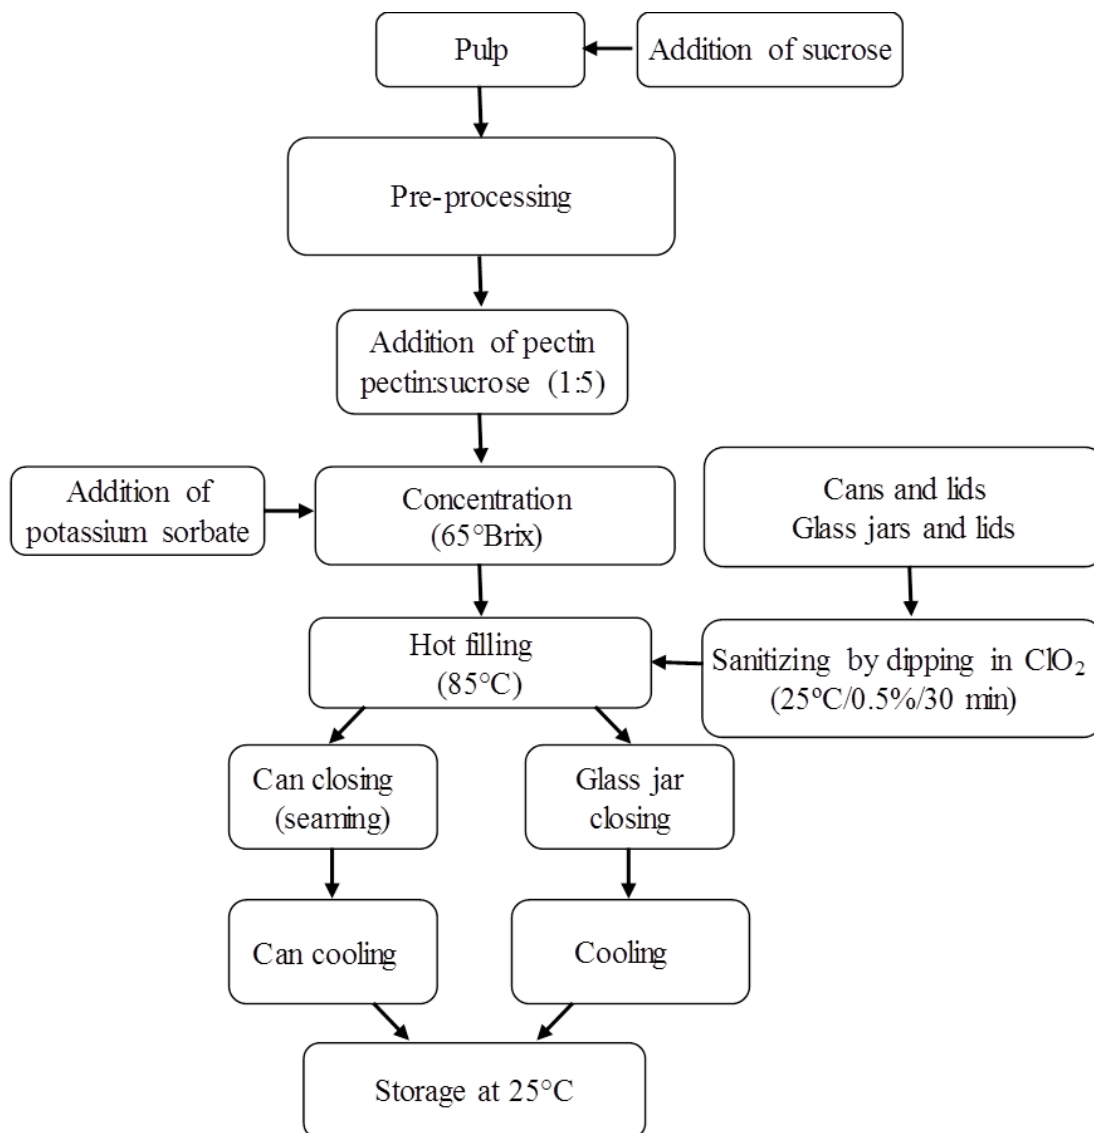 Pulp
Addition of sucrose
Pre-processing
Addition of pectin
pectin:sucrose (1:5)
Addition of
potassium sorbate
Concentration
(65°Brix)
Cans and lids
Glass jars and lids
Hot filling
(85°C)
Sanitizing by dipping in ClO₂
(25ºC/0.5%/30 min)
Can closing
(seaming)
Glass jar
closing
Can cooling
Cooling
Storage at 25°C